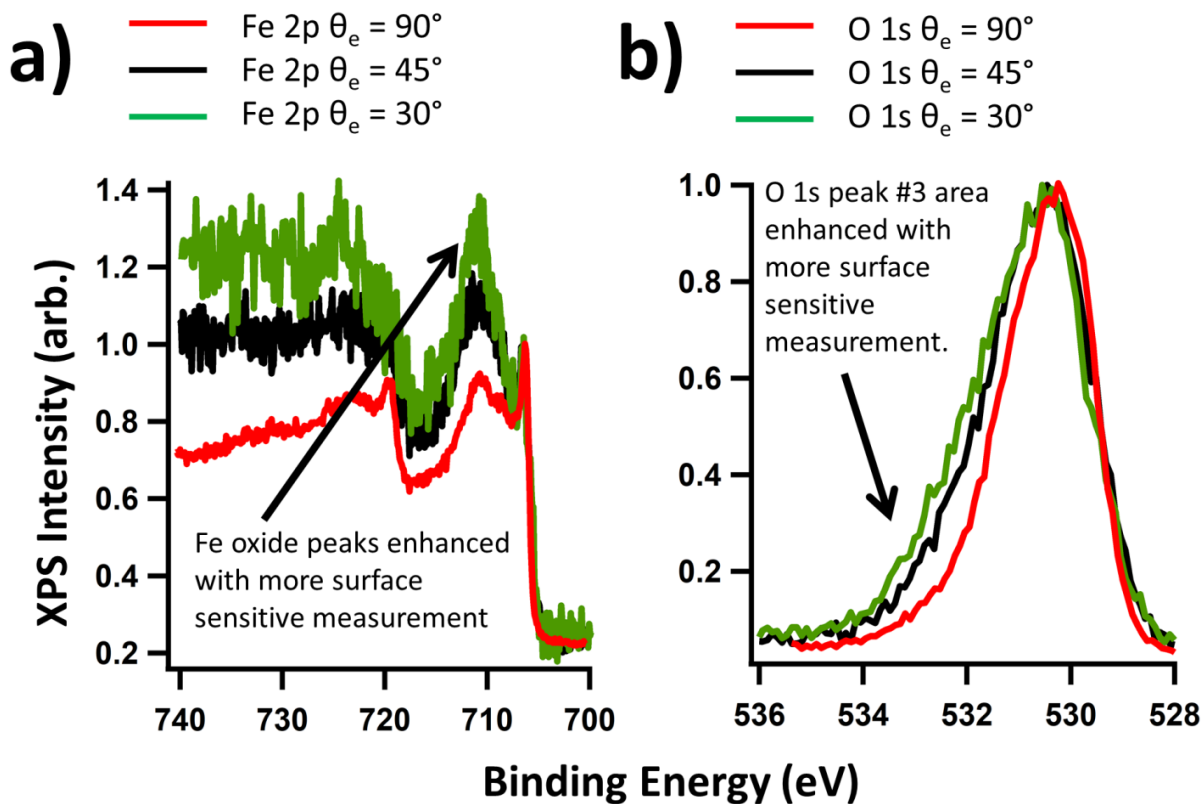 a)
Fe 2p θe = 90°
Fe 2p θe = 45°
Fe 2p θe = 30°
b)
O 1s θe = 90°
O 1s θe = 45°
O 1s θe = 30°
XPS Intensity (arb.)
1.4
1.2
1.0
0.8
0.6
0.4
0.2
Fe oxide peaks enhanced
with more surface
sensitive measurement
740
730
720
710
700
1.0
0.8
0.6
0.4
0.2
O 1s peak #3 area
enhanced with
more surface
sensitive
measurement.
536
534
532
530
528
Binding Energy (eV)